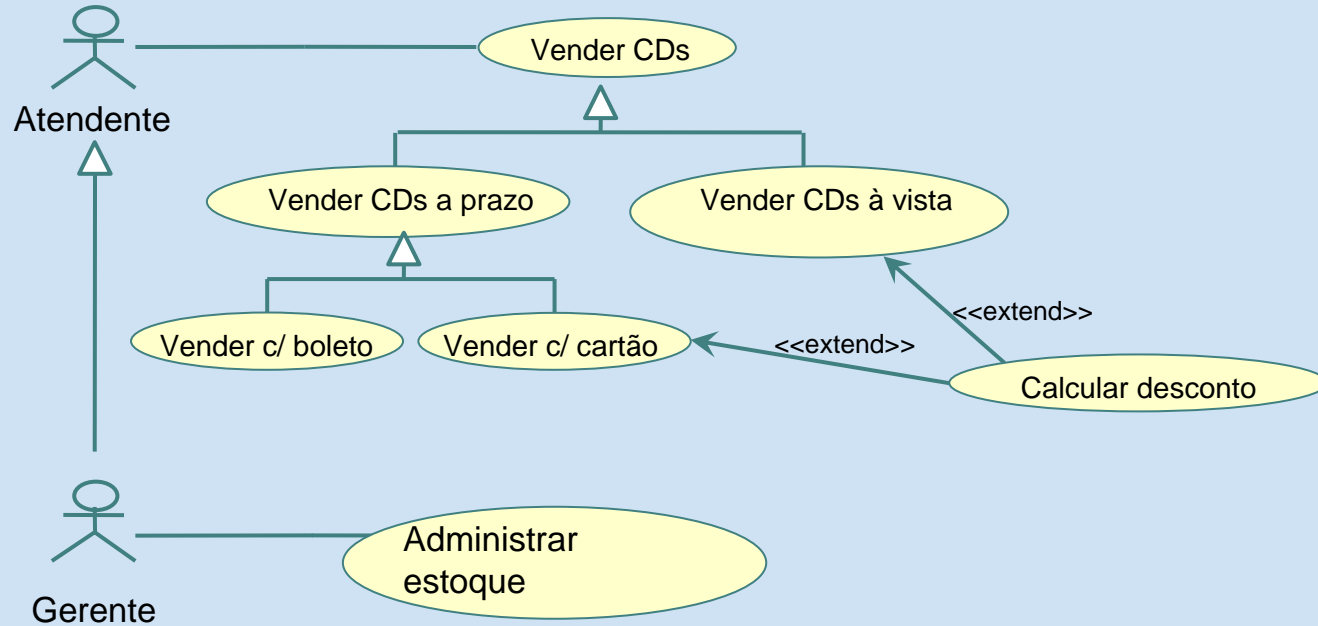 Vender CDs
Atendente
Vender CDs a prazo
Vender CDs à vista
<<extend>>
Vender c/ boleto
Vender c/ cartão
<<extend>>
Calcular desconto
Administrar
estoque
Gerente